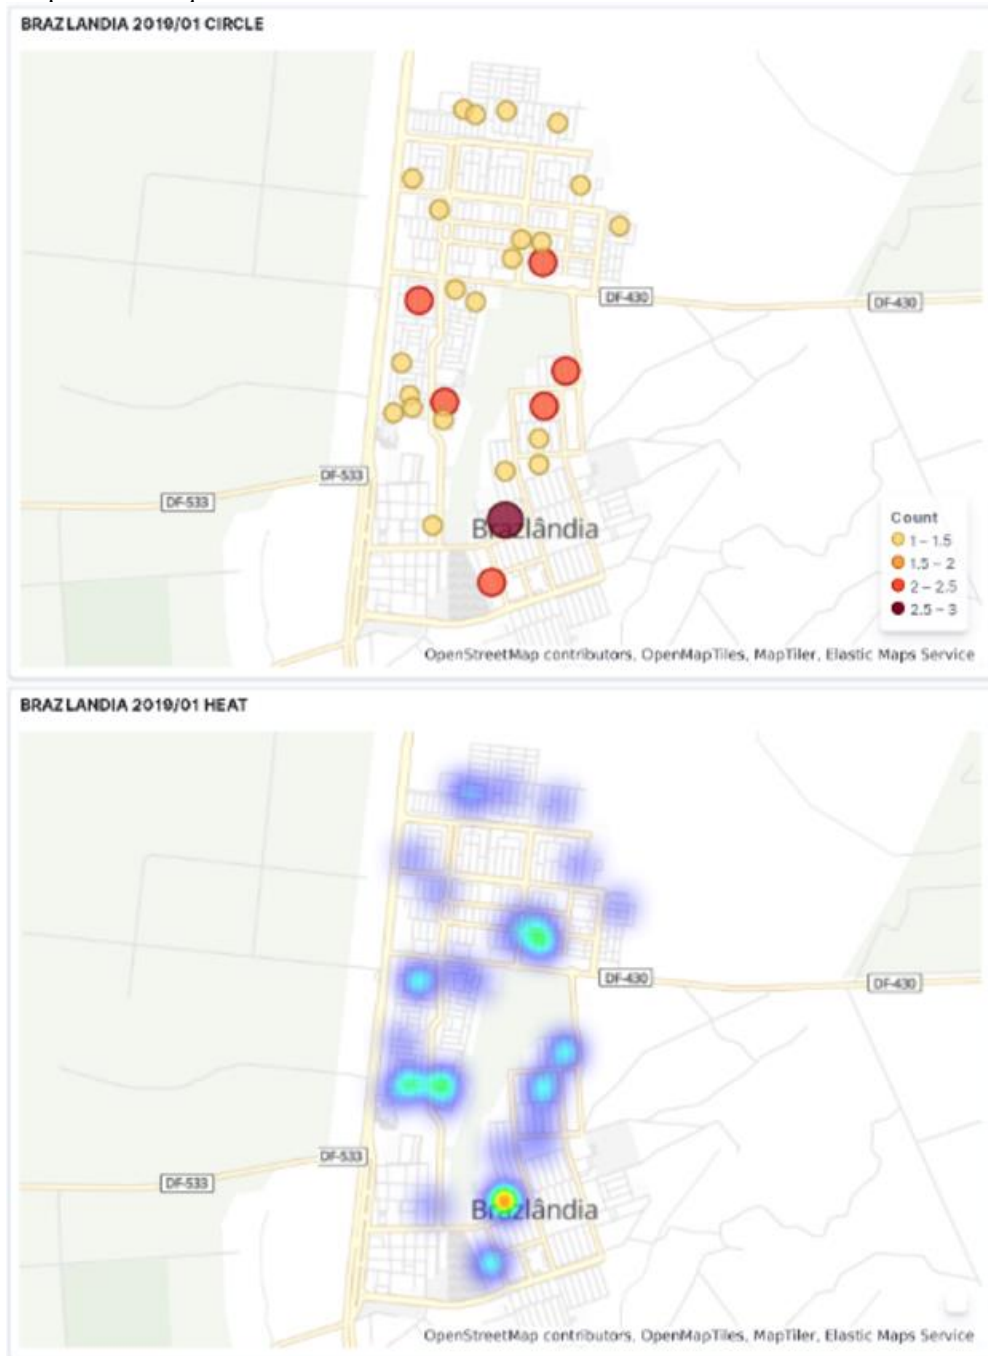 BRAZLANDIA 2019/01 CIRCLE
DF-430
DF-430
DF-533
DF-533
Brazlândia
Count
1 – 1.5
1.5 – 2
2 – 2.5
2.5 – 3
OpenStreetMap contributors, OpenMapTiles, MapTiler, Elastic Maps Service
BRAZLANDIA 2019/01 HEAT
DF-430
DF-430
DF-533
DF-533
Brazlândia
OpenStreetMap contributors, OpenMapTiles, MapTiler, Elastic Maps Service